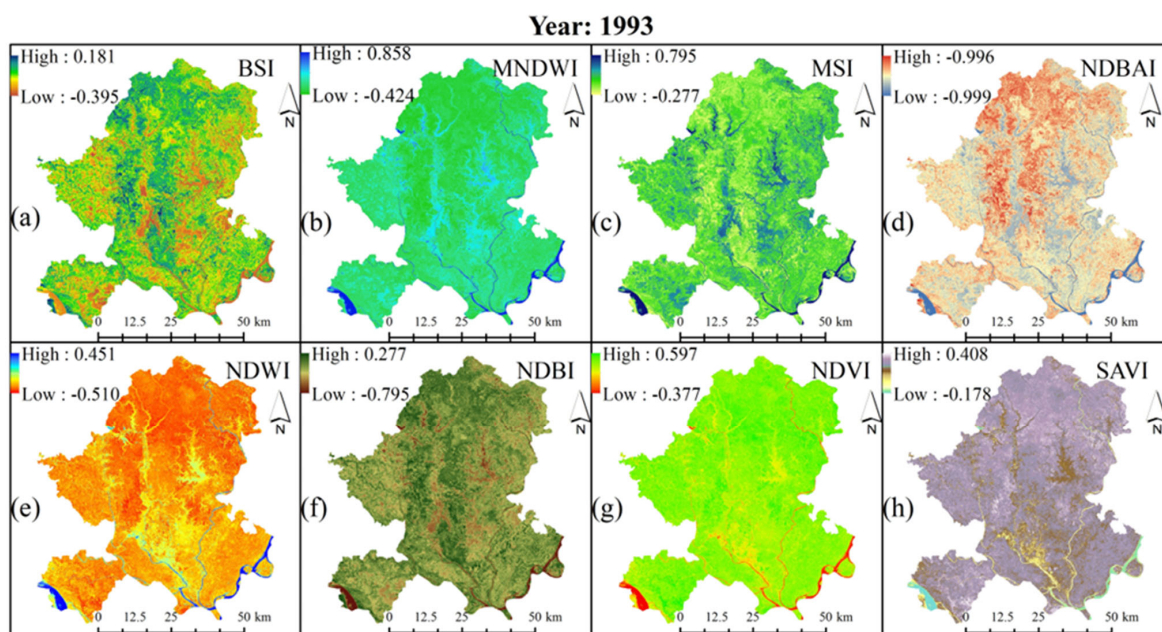 Year: 1993
High : 0.181
BSI
Low : -0.395
N
(a)
0 12.5 25 50 km
High : 0.858
MNDWI
Low : -0.424
N
(b)
0 12.5 25 50 km
High : 0.795
MSI
Low : -0.277
N
(c)
0 12.5 25 50 km
High : -0.996
NDBAI
Low : -0.999
N
(d)
0 12.5 25 50 km
High : 0.451
NDWI
Low : -0.510
N
(e)
0 12.5 25 50 km
High : 0.277
NDBI
Low : -0.795
N
(f)
0 12.5 25 50 km
High : 0.597
NDVI
Low : -0.377
N
(g)
0 12.5 25 50 km
High : 0.408
SAVI
Low : -0.178
N
(h)
0 12.5 25 50 km